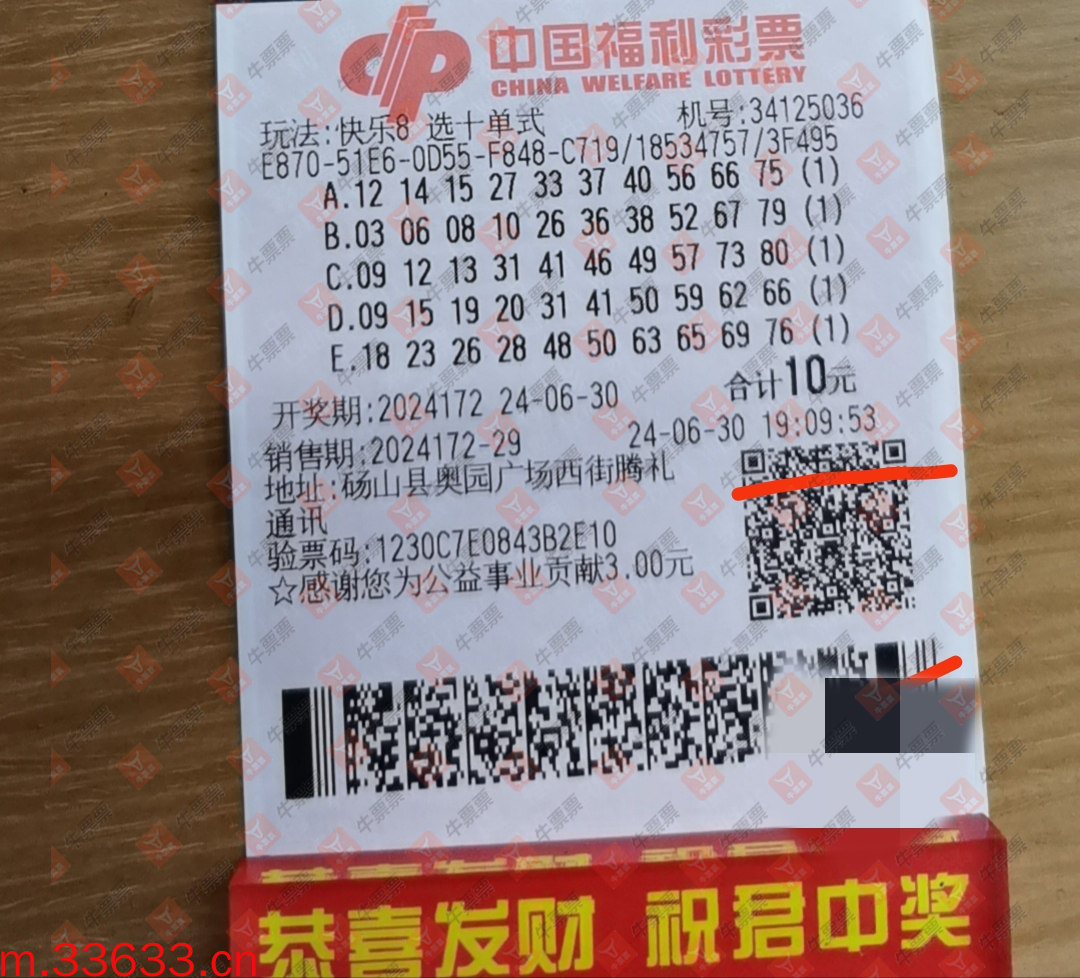 中国福利彩票
CHINA WELFARE LOTTERY
玩法:快乐8 选十单式 机号:34125036
E870-51E6-0D55-F848-C719/18534757/3F495
A.12 14 15 27 33 37 40 56 66 75 (1)
B.03 06 08 10 26 36 38 52 67 79 (1)
C.09 12 13 31 41 46 49 57 73 80 (1)
D.09 15 19 20 31 41 50 59 62 66 (1)
E.18 23 26 28 48 50 63 65 69 76 (1)
合计10元
开奖期:2024172 24-06-30
销售期:2024172-29 24-06-30 19:09:53
地址:砀山县奥园广场西街腾礼
通讯
验票码:1230C7E0843B2E10
☆感谢您为公益事业贡献3.00元
恭喜发财 祝君中奖
m.33633.cn
牛票票